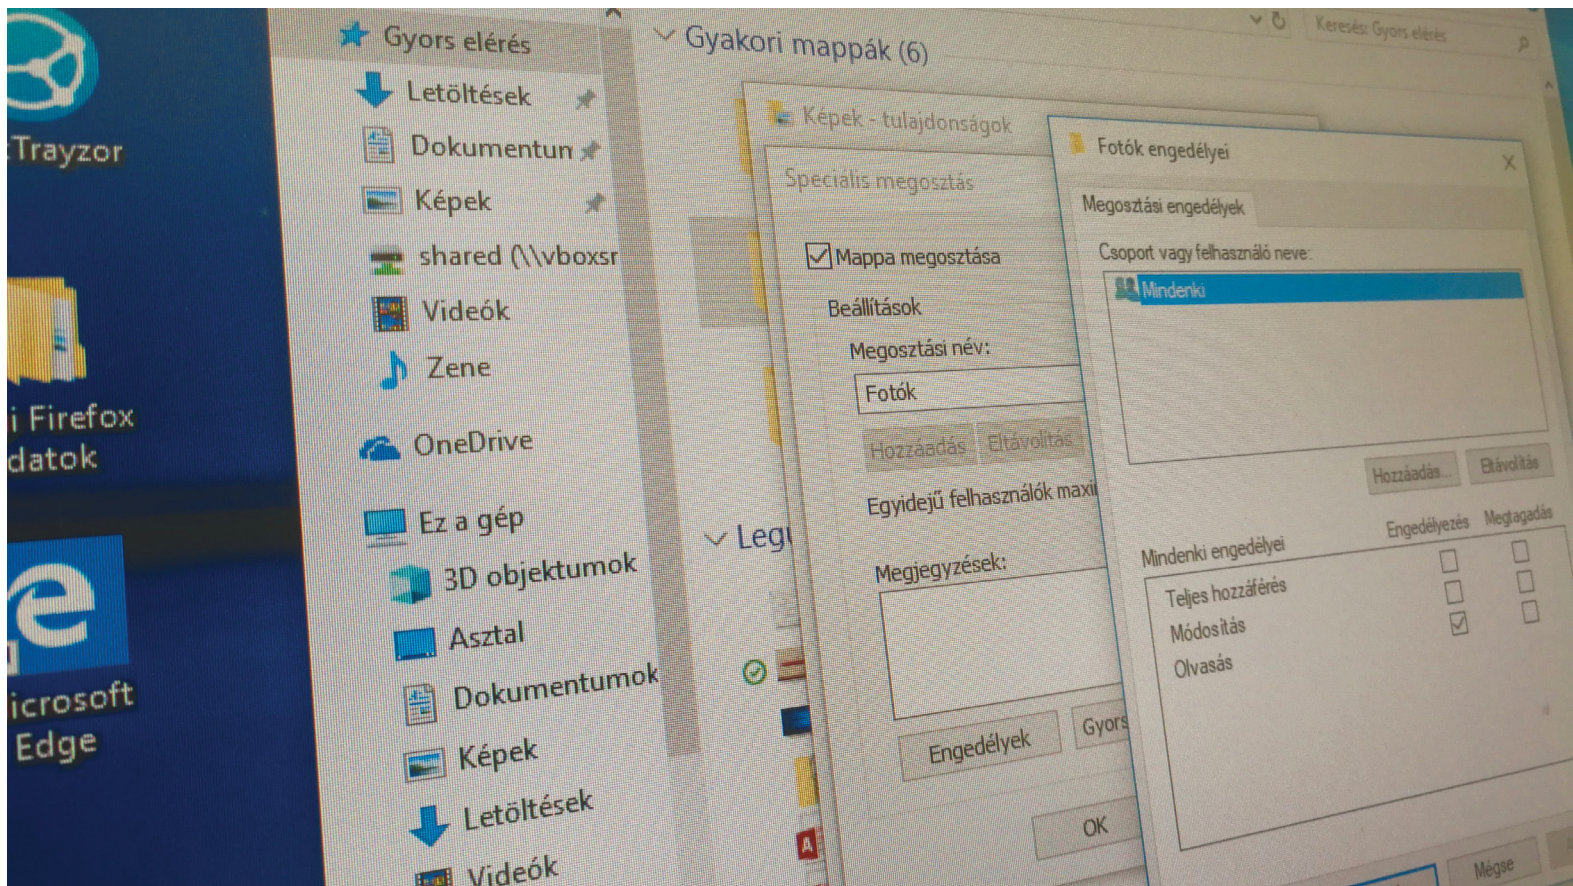 Trayzor
i Firefox
datok
icrosoft
Edge
Gyors elérés
Letöltések
Dokumentun
Képek
shared (\\vboxsr
Videók
Zene
OneDrive
Ez a gép
3D objektumok
Asztal
Dokumentumok
Képek
Letöltések
Videók
Gyakori mappák (6)
Legu
Keresés: Gyors elérés
Képek - tulajdonságok
Speciális megosztás
Mappa megosztása
Beállítások
Megosztási név:
Fotók
Hozzáadás Eltávolítás
Egyidejű felhasználók maxi
Megjegyzések:
Engedélyek Gyors
OK
Fotók engedélyei
Megosztási engedélyek
Csoport vagy felhasználó neve:
Mindenki
Hozzáadás... Eltávolítás
Mindenki engedélyei Engedélyezés Megtagadás
Teljes hozzáférés
Módosítás
Olvasás
Mégse